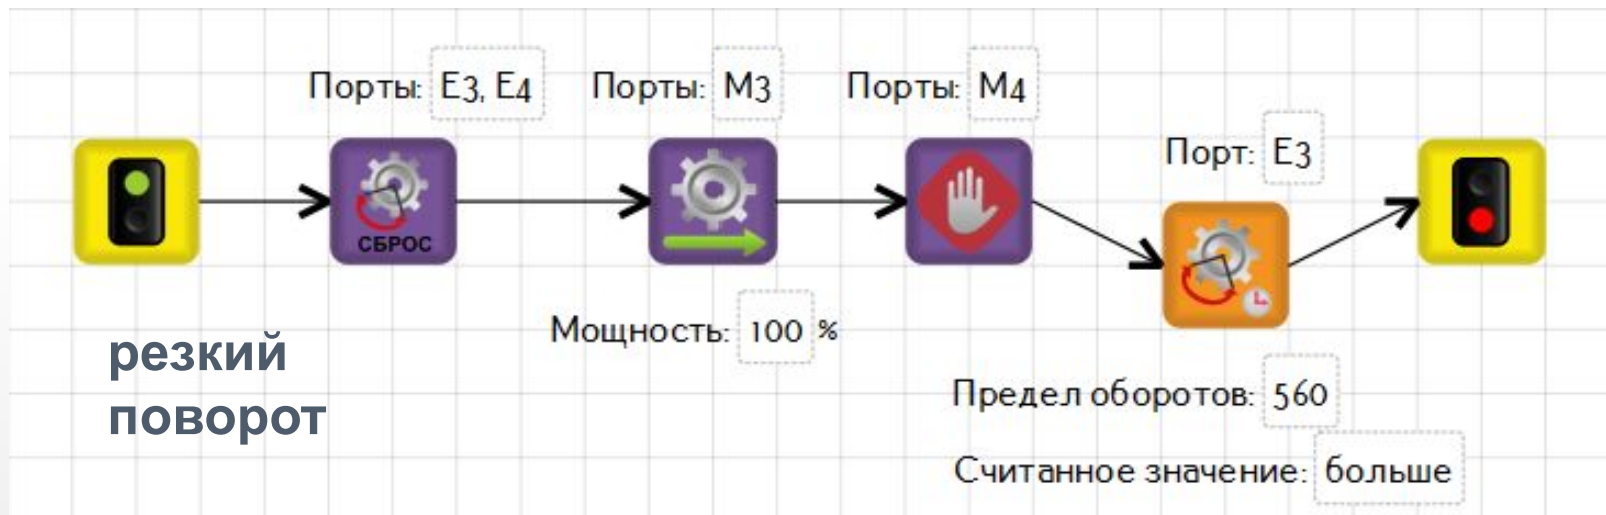 Порты: E3, E4
Порты: M3
Порты: M4
Порт: E3
СБРОС
Мощность: 100 %
резкий
поворот
Предел оборотов: 560
Считанное значение: больше